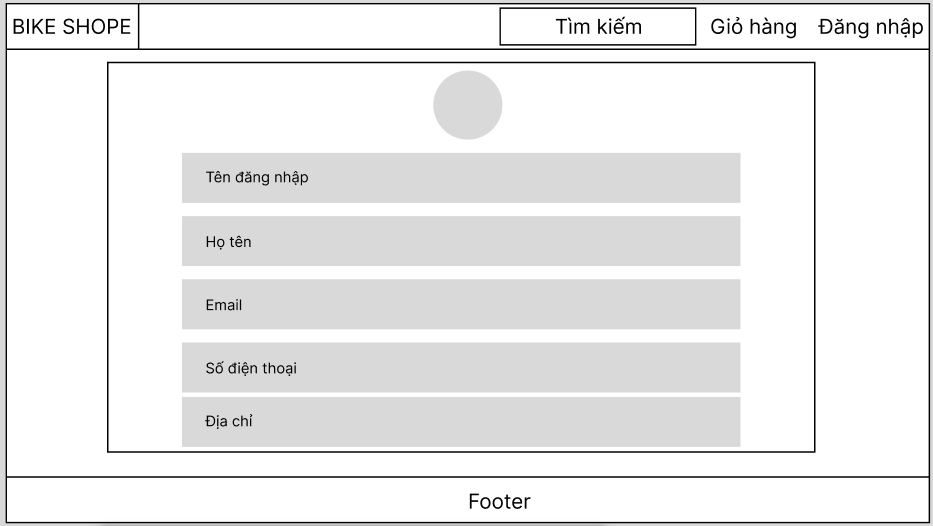 BIKE SHOPE
Tìm kiếm
Giỏ hàng
Đăng nhập
Tên đăng nhập
Họ tên
Email
Số điện thoại
Địa chỉ
Footer